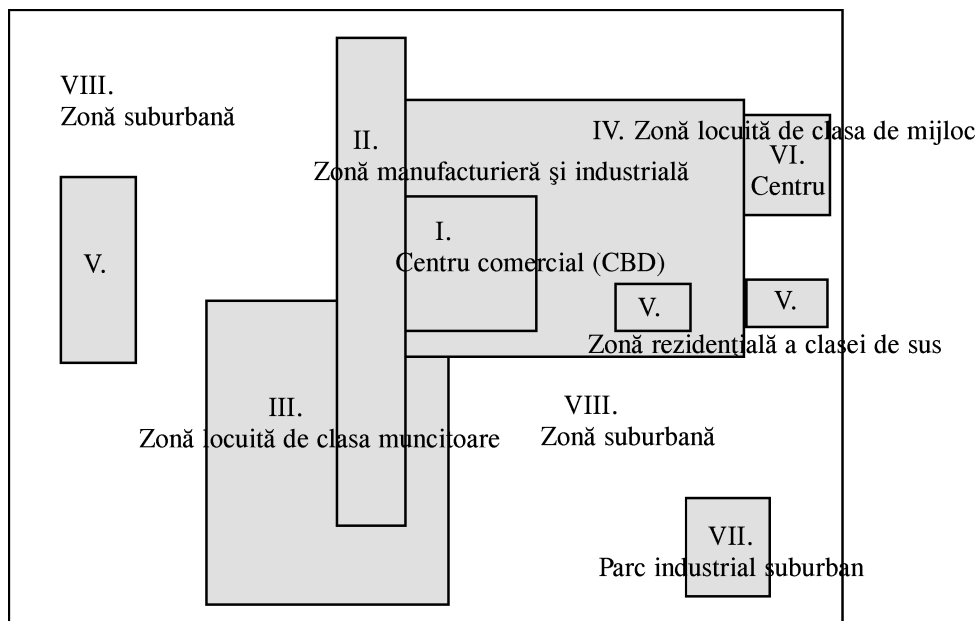 VIII.
Zonă suburbană
II.
Zonă manufacturieră şi industrială
IV. Zonă locuită de clasa de mijloc
VI.
Centru
V.
I.
Centru comercial (CBD)
V.
V.
Zonă rezidenţială a clasei de sus
III.
Zonă locuită de clasa muncitoare
VIII.
Zonă suburbană
VII.
Parc industrial suburban